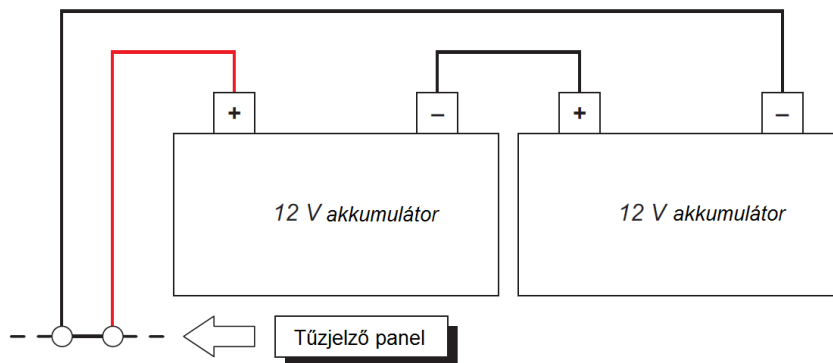 + – + –
12 V akkumulátor 12 V akkumulátor
Tűzjelző panel